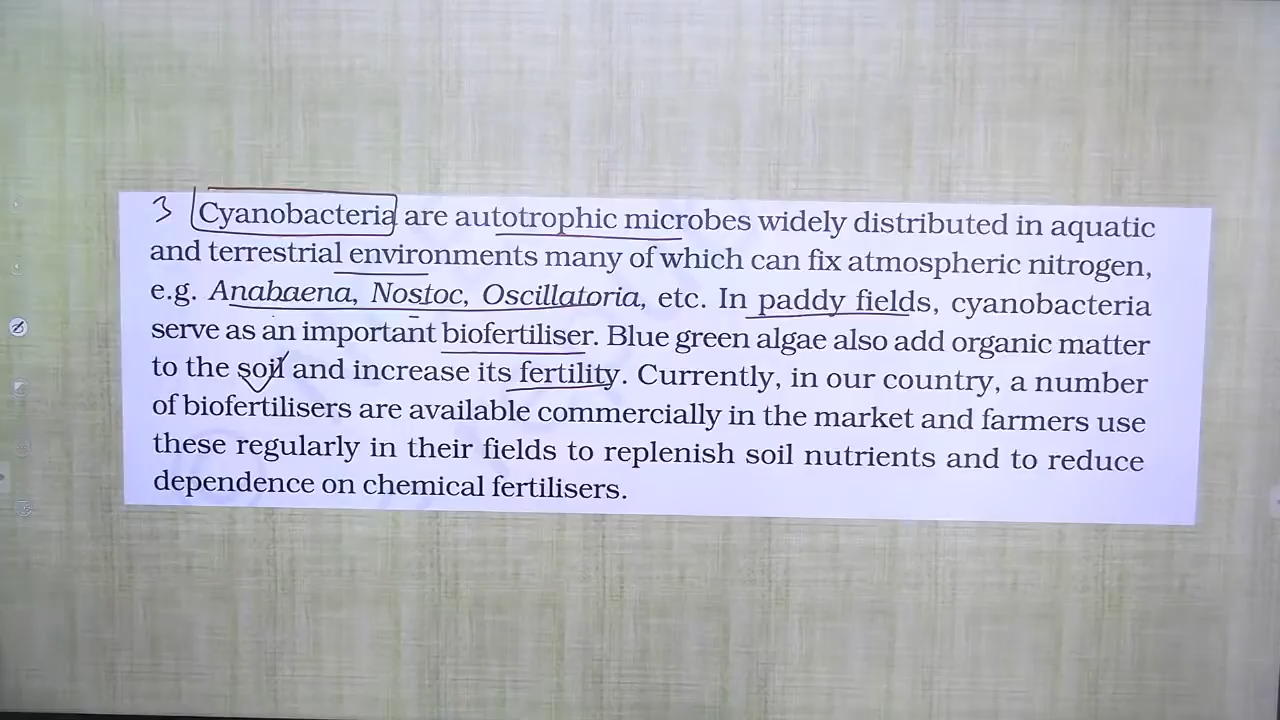 3 Cyanobacteria are autotrophic microbes widely distributed in aquatic
and terrestrial environments many of which can fix atmospheric nitrogen,
e.g. Anabaena, Nostoc, Oscillatoria, etc. In paddy fields, cyanobacteria
serve as an important biofertiliser. Blue green algae also add organic matter
to the soil and increase its fertility. Currently, in our country, a number
of biofertilisers are available commercially in the market and farmers use
these regularly in their fields to replenish soil nutrients and to reduce
dependence on chemical fertilisers.